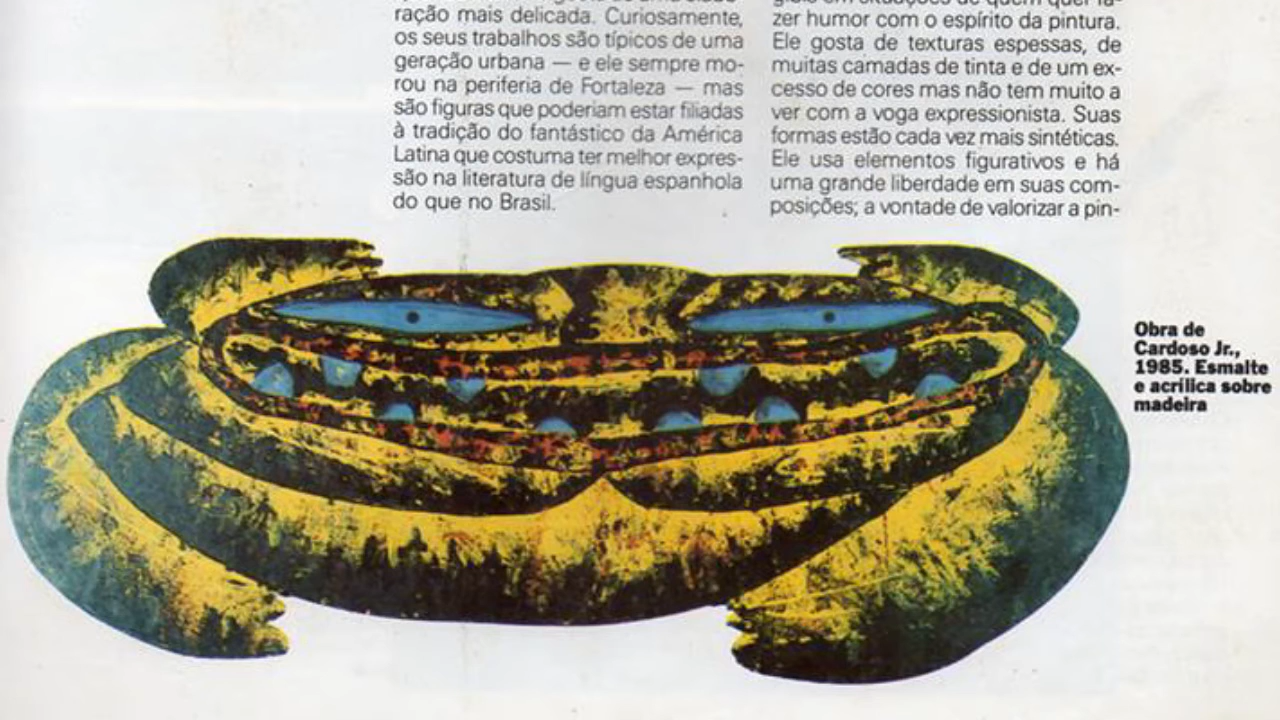 ração mais delicada. Curiosamente,
os seus trabalhos são típicos de uma
geração urbana — e ele sempre mo-
rou na periferia de Fortaleza — mas
são figuras que poderiam estar filiadas
à tradição do fantástico da América
Latina que costuma ter melhor expres-
são na literatura de língua espanhola
do que no Brasil.
zer humor com o espírito da pintura.
Ele gosta de texturas espessas, de
muitas camadas de tinta e de um ex-
cesso de cores mas não tem muito a
ver com a voga expressionista. Suas
formas estão cada vez mais sintéticas.
Ele usa elementos figurativos e há
uma grande liberdade em suas com-
posições; a vontade de valorizar a pin-
Obra de
Cardoso Jr.,
1985. Esmalte
e acrílica sobre
madeira